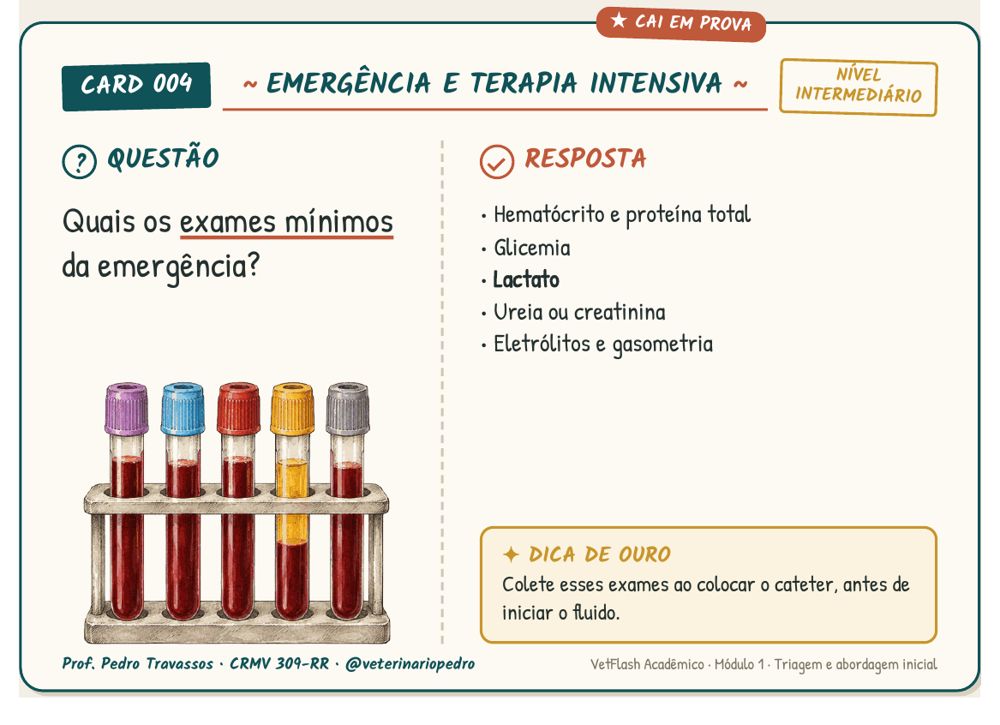 ★ CAI EM PROVA
CARD 004
~ EMERGÊNCIA E TERAPIA INTENSIVA ~
NÍVEL
INTERMEDIÁRIO
? QUESTÃO
Quais os exames mínimos
da emergência?
RESPOSTA
• Hematócrito e proteína total
• Glicemia
• Lactato
• Ureia ou creatinina
• Eletrólitos e gasometria
✦ DICA DE OURO
Colete esses exames ao colocar o cateter, antes de
iniciar o fluido.
Prof. Pedro Travassos · CRMV 309-RR · @veterinariopedro
VetFlash Acadêmico · Módulo 1 · Triagem e abordagem inicial